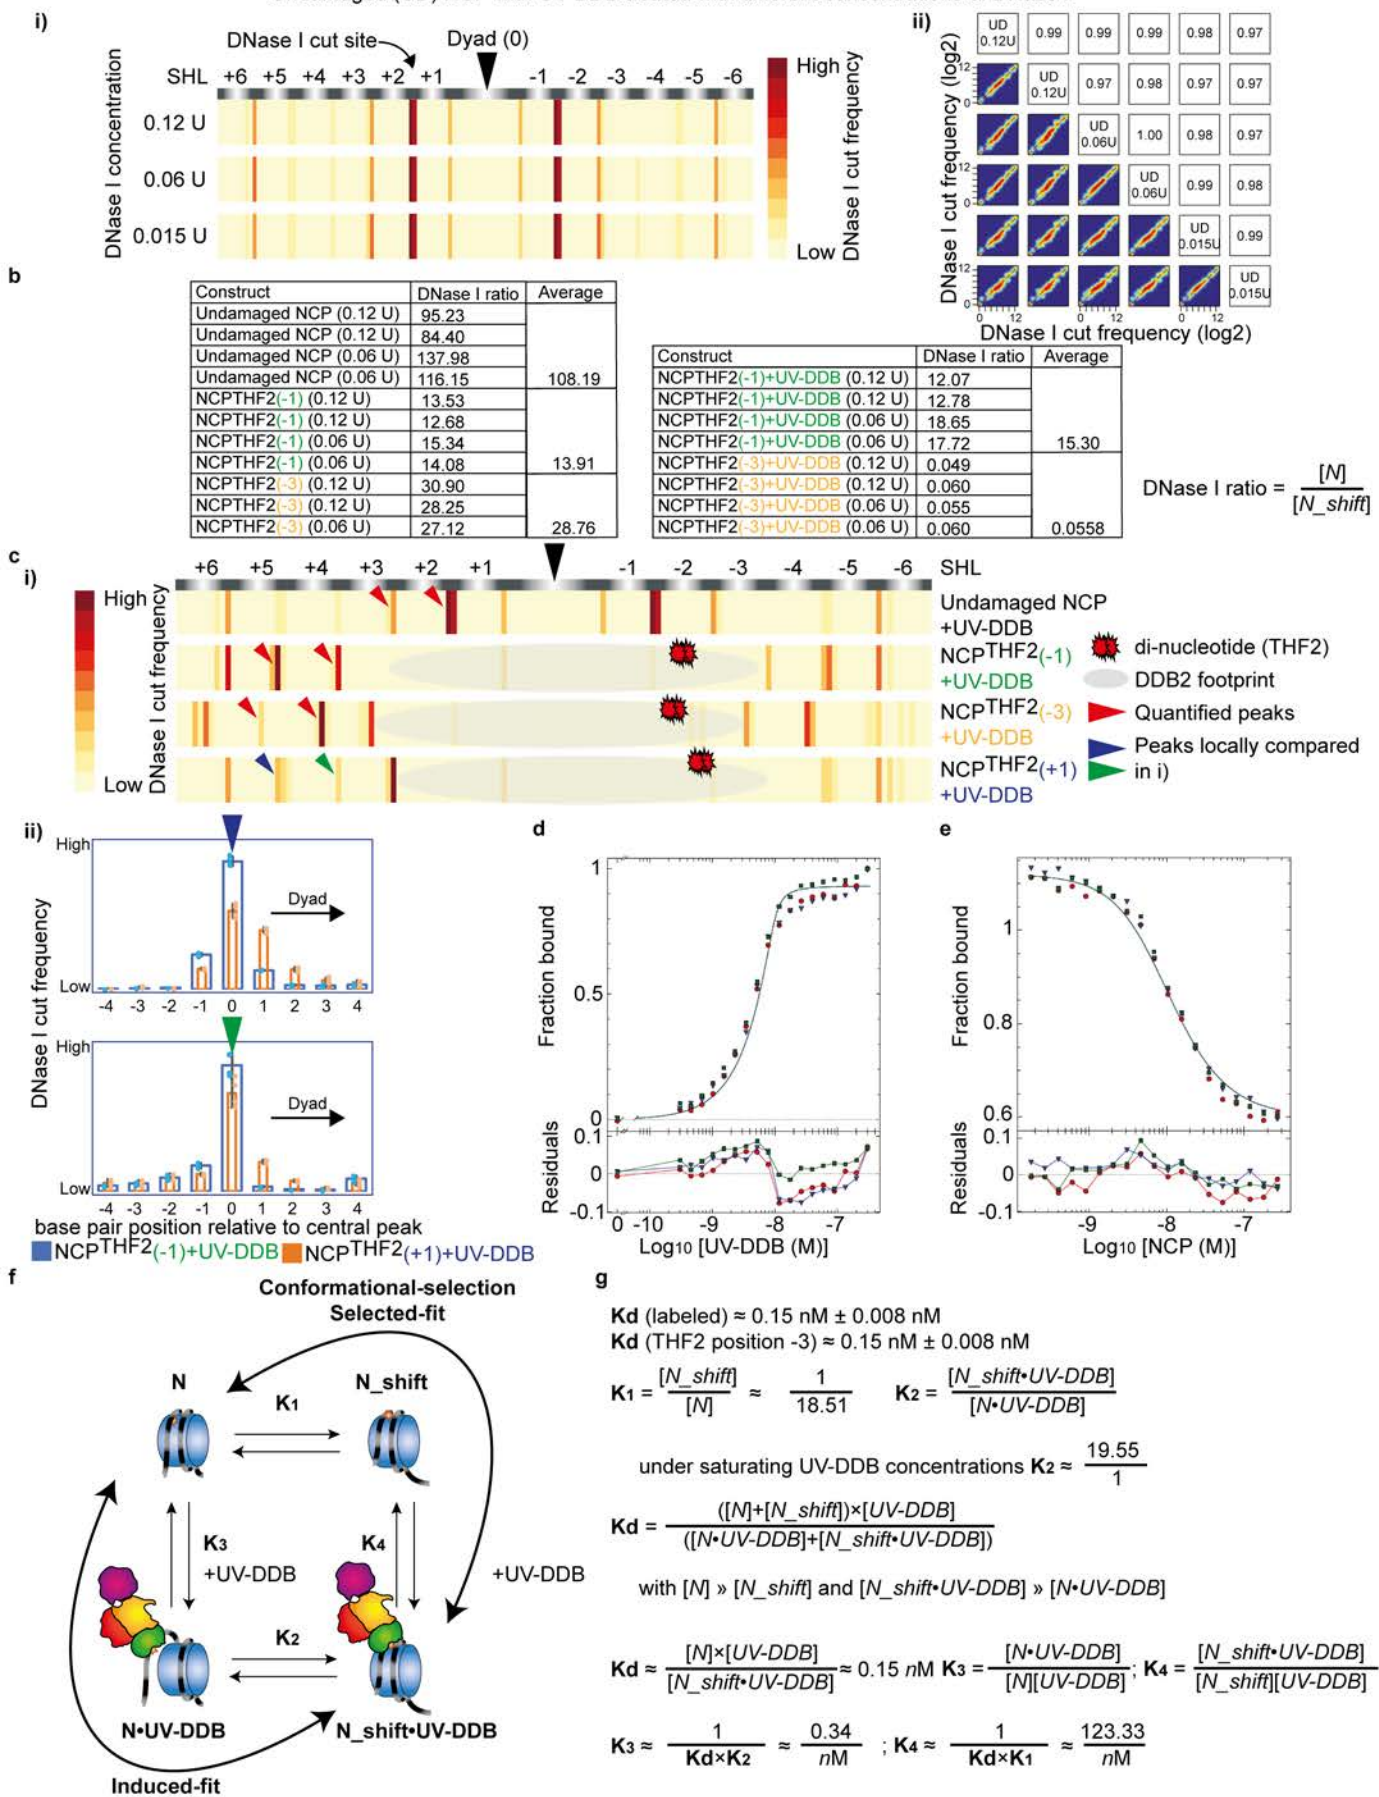 i)
DNase I cut site
Dyad (0)
SHL +6 +5 +4 +3 +2 +1 -1 -2 -3 -4 -5 -6
DNase I concentration
0.12 U
0.06 U
0.015 U
High
Low
DNase I cut frequency
ii)
UD 0.12U 0.99 0.99 0.99 0.98 0.97
UD 0.12U 0.97 0.98 0.97 0.97
UD 0.06U 1.00 0.98 0.97
UD 0.06U 0.99 0.98
UD 0.015U 0.99
UD 0.015U
12
0
12
0
12
0
0 12 0 12 0 12
DNase I cut frequency (log2)
DNase I cut frequency (log2)
b
Construct DNase I ratio Average
Undamaged NCP (0.12 U) 95.23
Undamaged NCP (0.12 U) 84.40
Undamaged NCP (0.06 U) 137.98
Undamaged NCP (0.06 U) 116.15 108.19
NCPTHF2(-1) (0.12 U) 13.53
NCPTHF2(-1) (0.12 U) 12.68
NCPTHF2(-1) (0.06 U) 15.34
NCPTHF2(-1) (0.06 U) 14.08 13.91
NCPTHF2(-3) (0.12 U) 30.90
NCPTHF2(-3) (0.12 U) 28.25
NCPTHF2(-3) (0.06 U) 27.12 28.76
Construct DNase I ratio Average
NCPTHF2(-1)+UV-DDB (0.12 U) 12.07
NCPTHF2(-1)+UV-DDB (0.12 U) 12.78
NCPTHF2(-1)+UV-DDB (0.06 U) 18.65
NCPTHF2(-1)+UV-DDB (0.06 U) 17.72 15.30
NCPTHF2(-3)+UV-DDB (0.12 U) 0.049
NCPTHF2(-3)+UV-DDB (0.12 U) 0.060
NCPTHF2(-3)+UV-DDB (0.06 U) 0.055
NCPTHF2(-3)+UV-DDB (0.06 U) 0.060 0.0558
DNase I ratio = [N] / [N_shift]
c
i)
+6 +5 +4 +3 +2 +1 -1 -2 -3 -4 -5 -6 SHL
High
Low
DNase I cut frequency
Undamaged NCP
+UV-DDB
NCPTHF2(-1)
+UV-DDB
NCPTHF2(-3)
+UV-DDB
NCPTHF2(+1)
+UV-DDB
di-nucleotide (THF2)
DDB2 footprint
Quantified peaks
Peaks locally compared
in i)
ii)
DNase I cut frequency
High
Dyad
Low
-4 -3 -2 -1 0 1 2 3 4
High
Dyad
Low
-4 -3 -2 -1 0 1 2 3 4
base pair position relative to central peak
NCPTHF2(-1)+UV-DDB NCPTHF2(+1)+UV-DDB
d
Fraction bound
1
0.5
0
Residuals
0.1
0
-0.1
0 -10 -9 -8 -7
Log10 [UV-DDB (M)]
e
Fraction bound
1
0.8
0.6
Residuals
0.1
0
-0.1
-9 -8 -7
Log10 [NCP (M)]
f
Conformational-selection
Selected-fit
N
N_shift
K1
K3
+UV-DDB
K4
+UV-DDB
K2
N•UV-DDB
N_shift•UV-DDB
Induced-fit
g
Kd (labeled) ≈ 0.15 nM ± 0.008 nM
Kd (THF2 position -3) ≈ 0.15 nM ± 0.008 nM
K1 = [N_shift] / [N] ≈ 1 / 18.51 K2 = [N_shift•UV-DDB] / [N•UV-DDB]
under saturating UV-DDB concentrations K2 ≈ 19.55 / 1
Kd = ([N]+[N_shift])×[UV-DDB] / ([N•UV-DDB]+[N_shift•UV-DDB])
with [N] » [N_shift] and [N_shift•UV-DDB] » [N•UV-DDB]
Kd ≈ [N]×[UV-DDB] / [N_shift•UV-DDB] ≈ 0.15 nM K3 = [N•UV-DDB] / [N][UV-DDB] ; K4 = [N_shift•UV-DDB] / [N_shift][UV-DDB]
K3 ≈ 1 / Kd×K2 ≈ 0.34 / nM ; K4 ≈ 1 / Kd×K1 ≈ 123.33 / nM